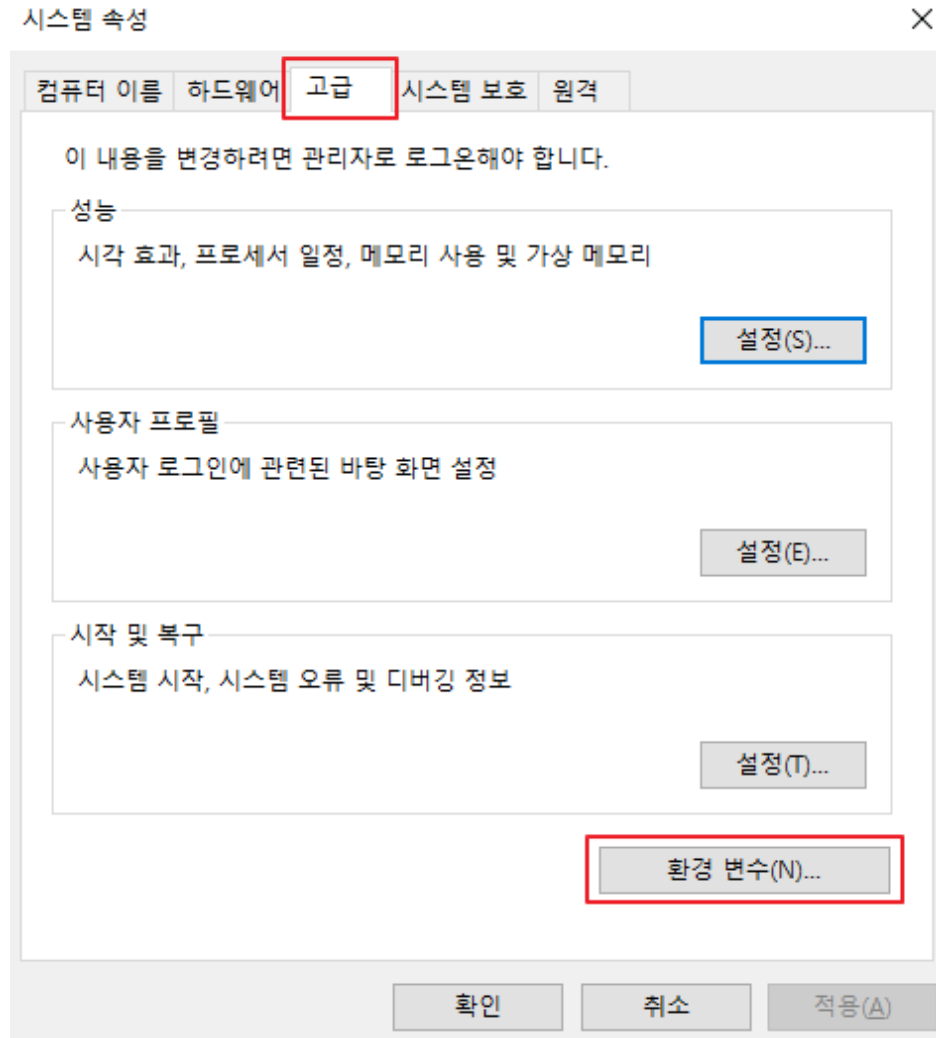 시스템 속성
컴퓨터 이름 하드웨어 고급 시스템 보호 원격
이 내용을 변경하려면 관리자로 로그온해야 합니다.
성능
시각 효과, 프로세서 일정, 메모리 사용 및 가상 메모리
설정(S)...
사용자 프로필
사용자 로그인에 관련된 바탕 화면 설정
설정(E)...
시작 및 복구
시스템 시작, 시스템 오류 및 디버깅 정보
설정(T)...
환경 변수(N)...
확인 취소 적용(A)